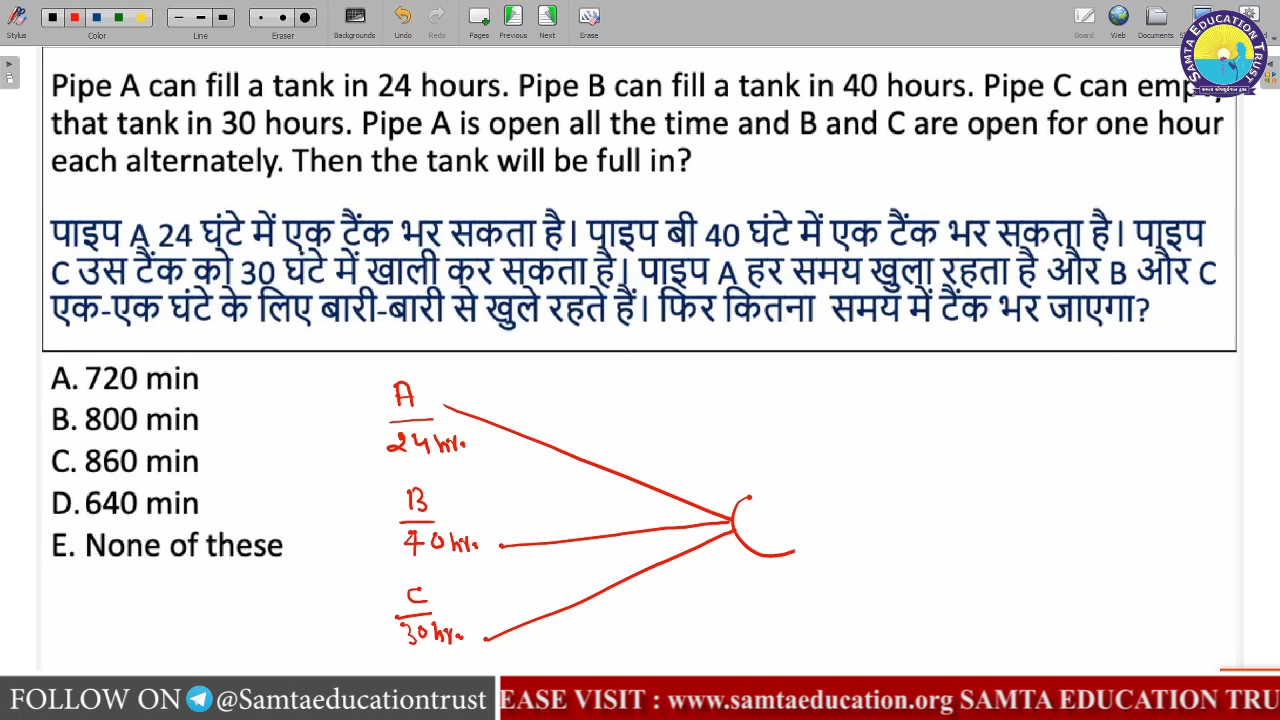 Stylus
Color
Line
Eraser
Backgrounds
Undo
Redo
Pages
Previous
Next
Erase
Board
Web
Documents
SAMTA EDUCATION TRUST
Pipe A can fill a tank in 24 hours. Pipe B can fill a tank in 40 hours. Pipe C can empty
that tank in 30 hours. Pipe A is open all the time and B and C are open for one hour
each alternately. Then the tank will be full in?
पाइप A 24 घंटे में एक टैंक भर सकता है। पाइप बी 40 घंटे में एक टैंक भर सकता है। पाइप
C उस टैंक को 30 घंटे में खाली कर सकता है। पाइप A हर समय खुला रहता है और B और C
एक-एक घंटे के लिए बारी-बारी से खुले रहते हैं। फिर कितना समय में टैंक भर जाएगा?
A. 720 min
B. 800 min
C. 860 min
D. 640 min
E. None of these
A
24hr.
B
40hr.
C
30hr.
FOLLOW ON @Samtaeducationtrust
EASE VISIT : www.samtaeducation.org SAMTA EDUCATION TRU